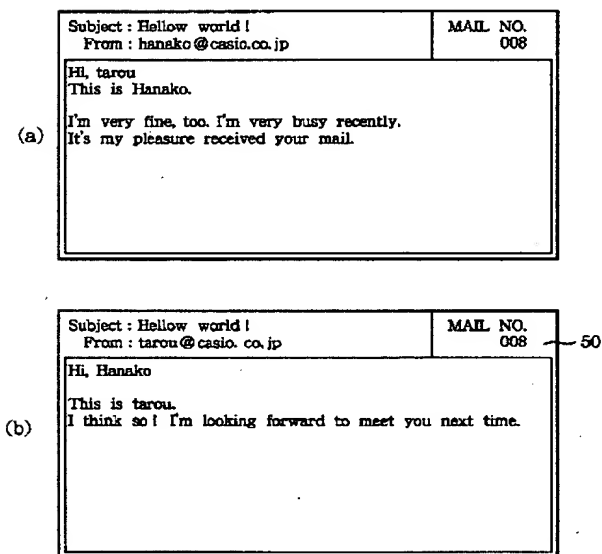 Subject : Hellow world !
From : hanako@casio.co.jp
MAIL NO.
008
Hi, tarou
This is Hanako.
I'm very fine, too. I'm very busy recently.
It's my pleasure received your mail.
(a)
Subject : Hellow world !
From : tarou@casio.co.jp
MAIL NO.
008
50
Hi, Hanako
This is tarou.
I think so! I'm looking forward to meet you next time.
(b)